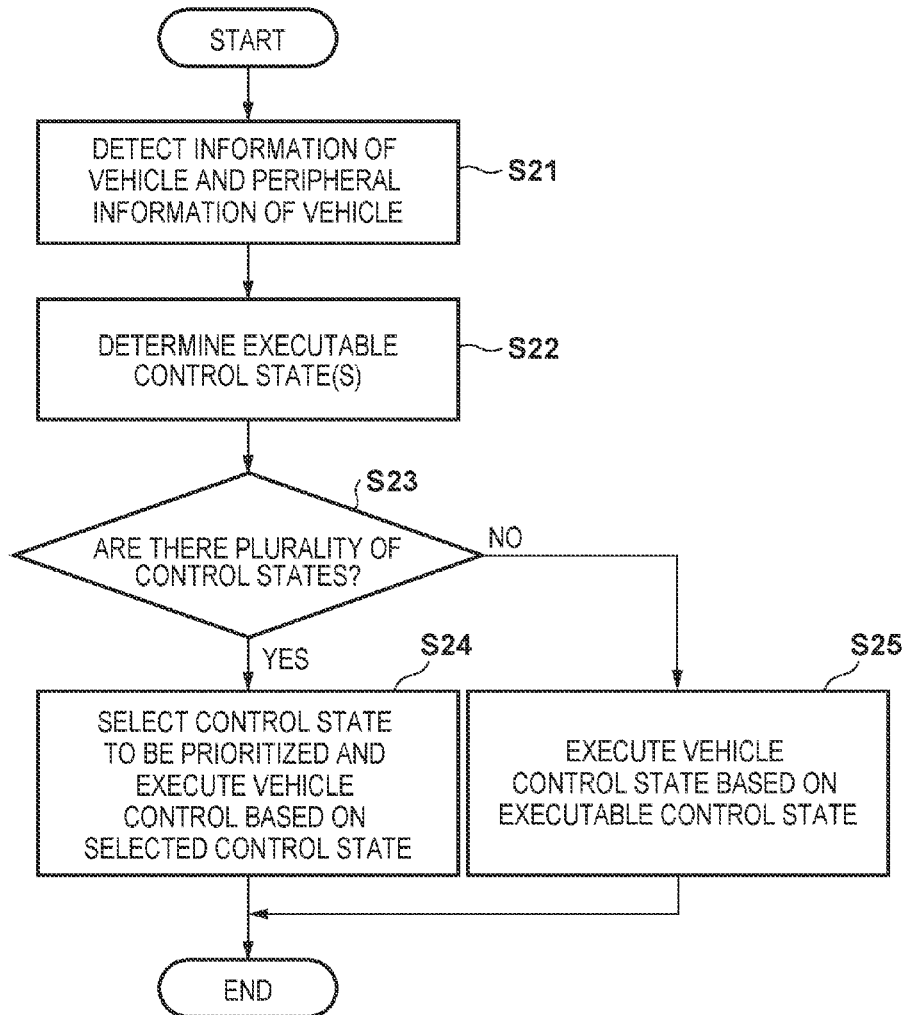 START
DETECT INFORMATION OF
VEHICLE AND PERIPHERAL
INFORMATION OF VEHICLE
S21
DETERMINE EXECUTABLE
CONTROL STATE(S)
S22
S23
ARE THERE PLURALITY OF
CONTROL STATES?
NO
YES
S24
SELECT CONTROL STATE
TO BE PRIORITIZED AND
EXECUTE VEHICLE
CONTROL BASED ON
SELECTED CONTROL STATE
S25
EXECUTE VEHICLE
CONTROL STATE BASED ON
EXECUTABLE CONTROL STATE
END